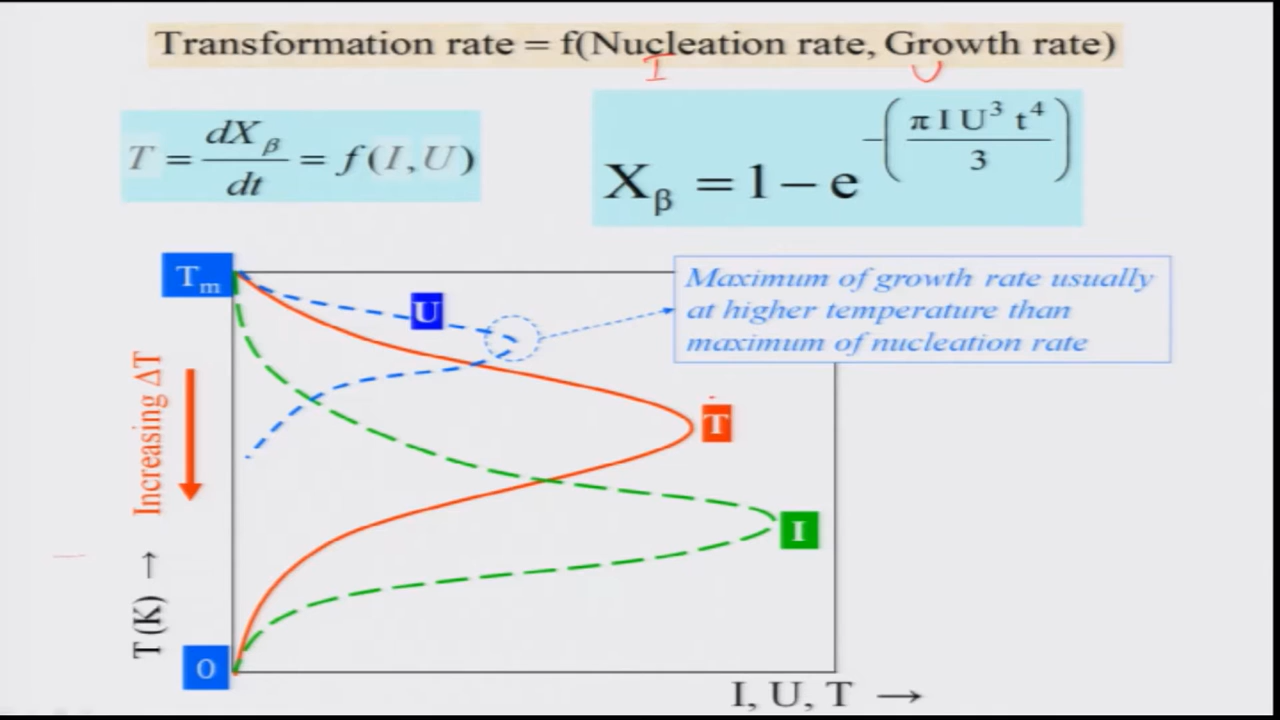 Transformation rate = f(Nucleation rate, Growth rate)
I U
T = dX_β/dt = f(I, U)
X_β = 1 − e^−(π I U³ t⁴ / 3)
T_m
U
Maximum of growth rate usually
at higher temperature than
maximum of nucleation rate
Increasing ΔT
Ṫ
I
T (K) →
0
I, U, T →